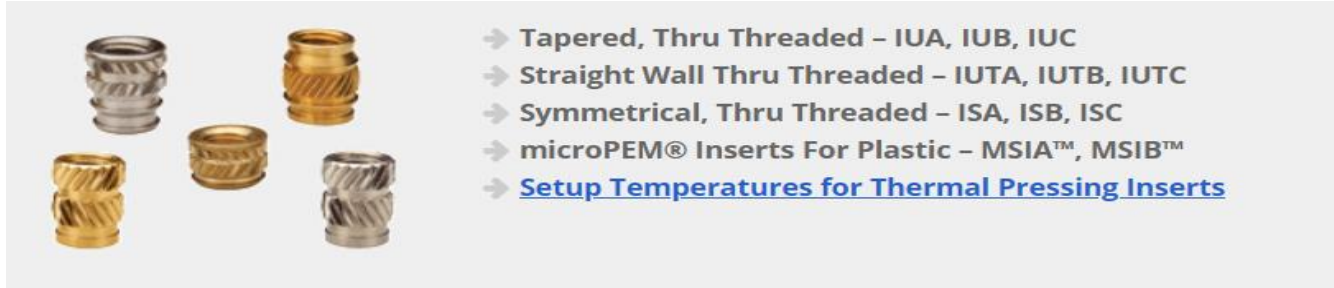 Tapered, Thru Threaded – IUA, IUB, IUC
Straight Wall Thru Threaded – IUTA, IUTB, IUTC
Symmetrical, Thru Threaded – ISA, ISB, ISC
microPEM® Inserts For Plastic – MSIA™, MSIB™
Setup Temperatures for Thermal Pressing Inserts